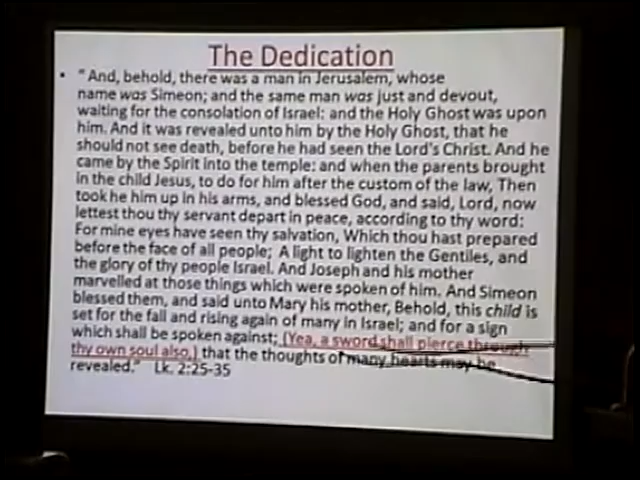 The Dedication
• "And, behold, there was a man in Jerusalem, whose
name was Simeon; and the same man was just and devout,
waiting for the consolation of Israel: and the Holy Ghost was upon
him. And it was revealed unto him by the Holy Ghost, that he
should not see death, before he had seen the Lord's Christ. And he
came by the Spirit into the temple: and when the parents brought
in the child Jesus, to do for him after the custom of the law, Then
took he him up in his arms, and blessed God, and said, Lord, now
lettest thou thy servant depart in peace, according to thy word:
For mine eyes have seen thy salvation, Which thou hast prepared
before the face of all people; A light to lighten the Gentiles, and
the glory of thy people Israel. And Joseph and his mother
marvelled at those things which were spoken of him. And Simeon
blessed them, and said unto Mary his mother, Behold, this child is
set for the fall and rising again of many in Israel; and for a sign
which shall be spoken against; (Yea, a sword shall pierce through
thy own soul also,) that the thoughts of many hearts may be
revealed." Lk. 2:25-35